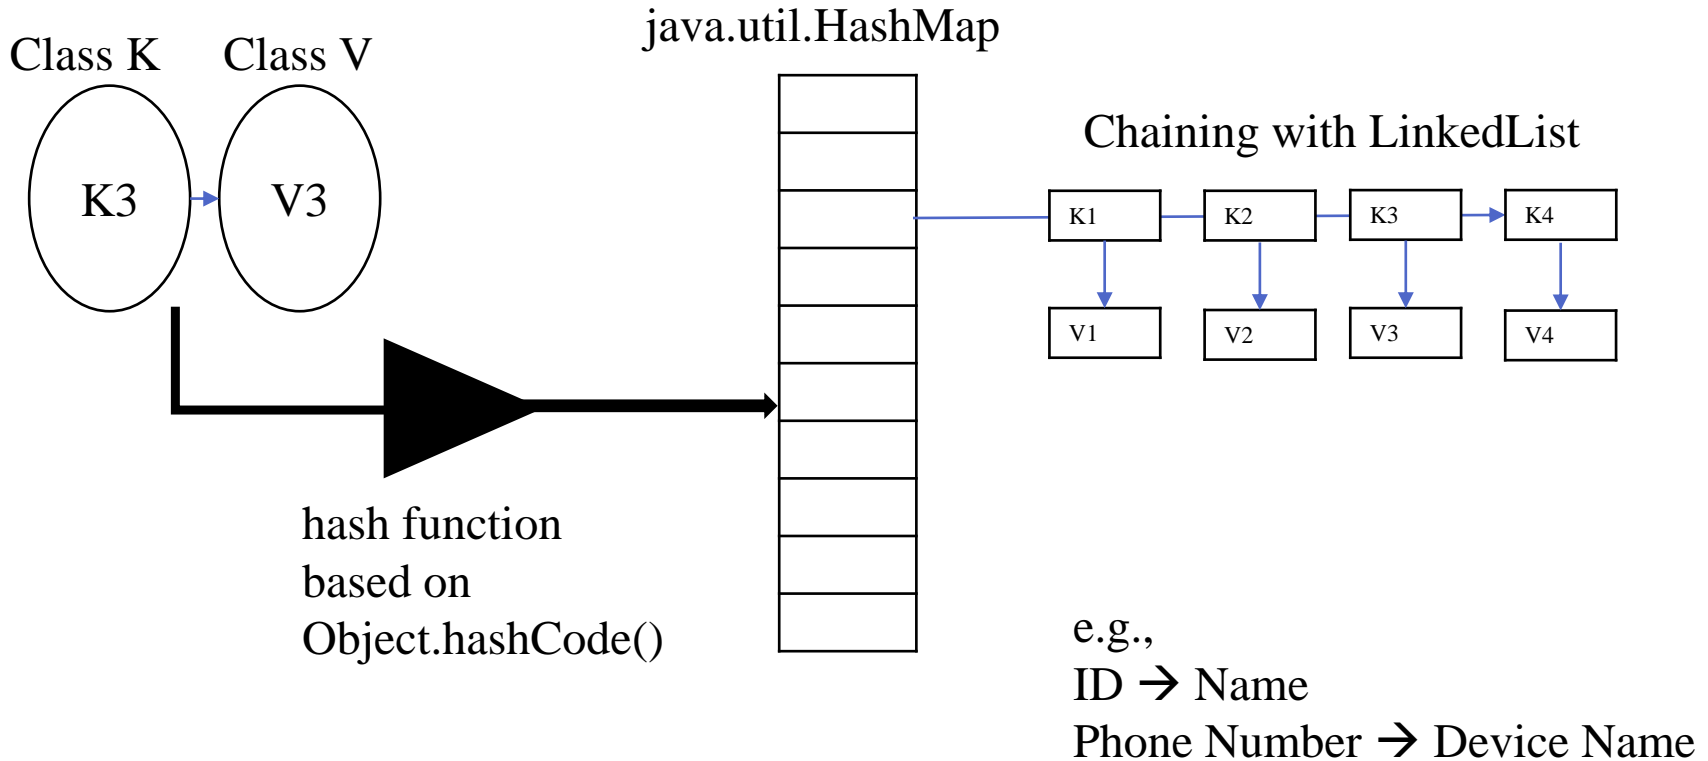 java.util.HashMap
Class K
Class V
K3
V3
Chaining with LinkedList
K1
K2
K3
K4
V1
V2
V3
V4
hash function
based on
Object.hashCode()
e.g.,
ID → Name
Phone Number → Device Name